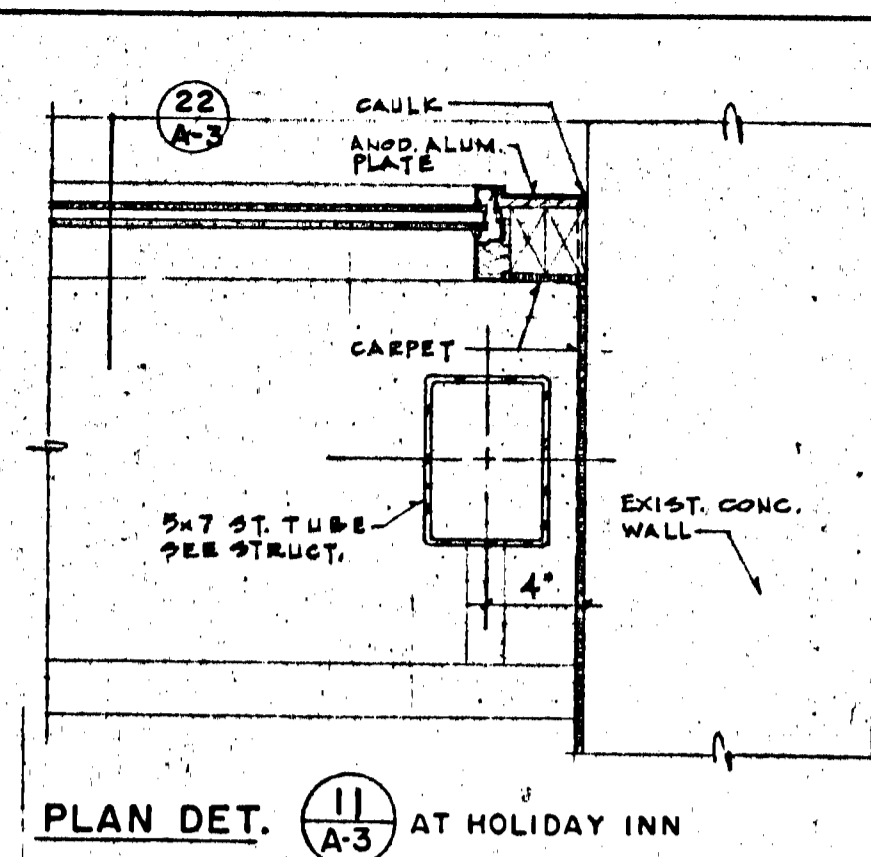 22
A-3
CAULK
ANOD. ALUM.
PLATE
CARPET
5x7 ST. TUBE
SEE STRUCT.
4"
EXIST. CONC.
WALL
PLAN DET.
11
A-3
AT HOLIDAY INN